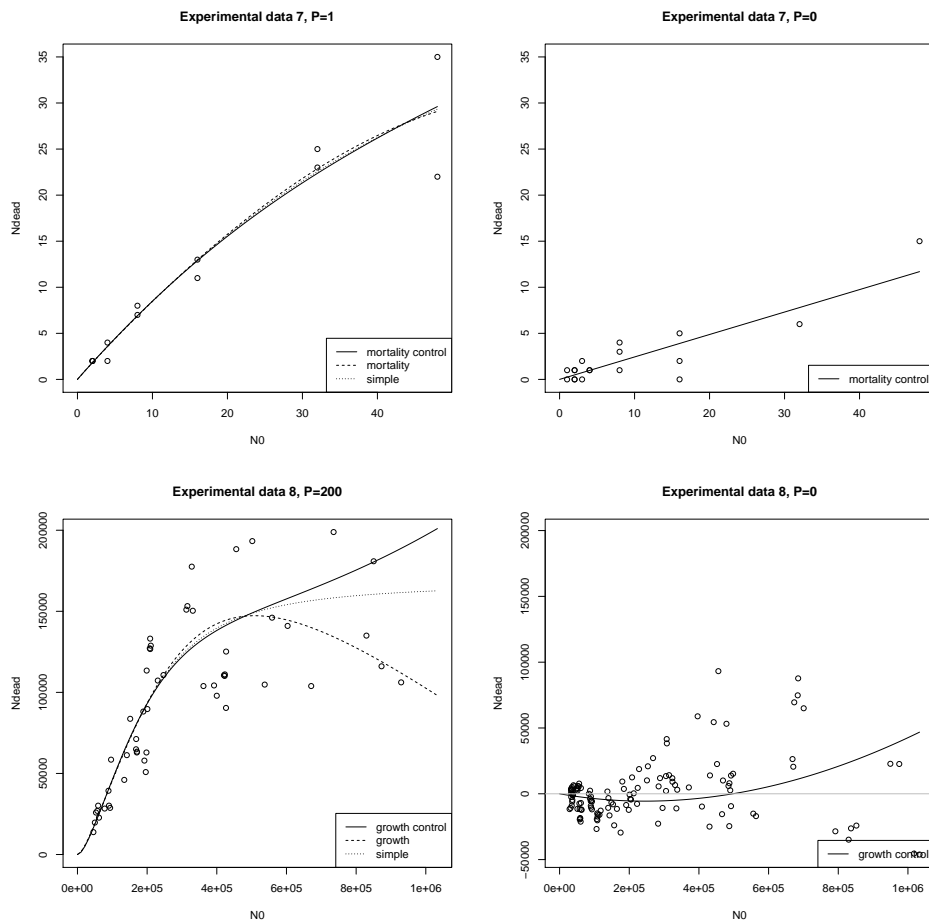 Experimental data 7, P=1
Ndead
35
30
25
20
15
10
5
0
0 10 20 30 40
N0
mortality control
mortality
simple
Experimental data 7, P=0
Ndead
35
30
25
20
15
10
5
0
0 10 20 30 40
N0
mortality control
Experimental data 8, P=200
Ndead
200000
150000
100000
50000
0
0e+00 2e+05 4e+05 6e+05 8e+05 1e+06
N0
growth control
growth
simple
Experimental data 8, P=0
Ndead
200000
150000
100000
50000
0
−50000
0e+00 2e+05 4e+05 6e+05 8e+05 1e+06
N0
growth control